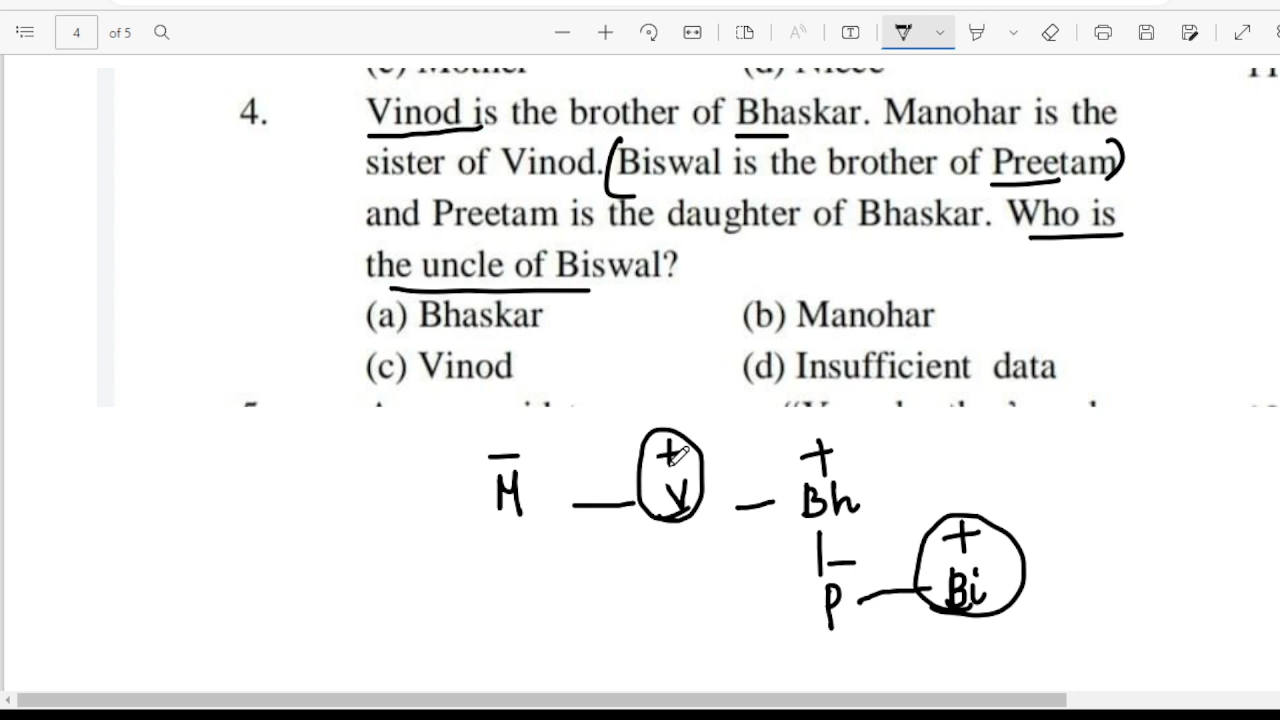 4 of 5
4. Vinod is the brother of Bhaskar. Manohar is the
sister of Vinod. Biswal is the brother of Preetam
and Preetam is the daughter of Bhaskar. Who is
the uncle of Biswal?
(a) Bhaskar (b) Manohar
(c) Vinod (d) Insufficient data
M V Bh
P Bi